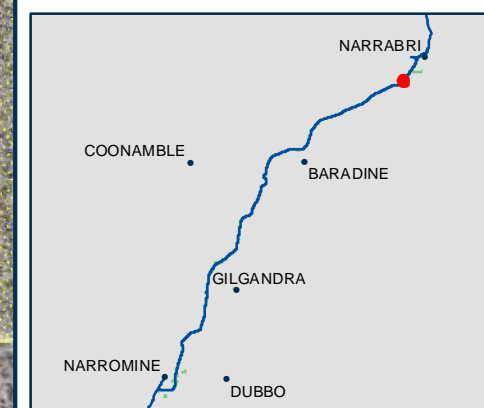 NARRABRI
COONAMBLE
BARADINE
GILGANDRA
NARROMINE
DUBBO